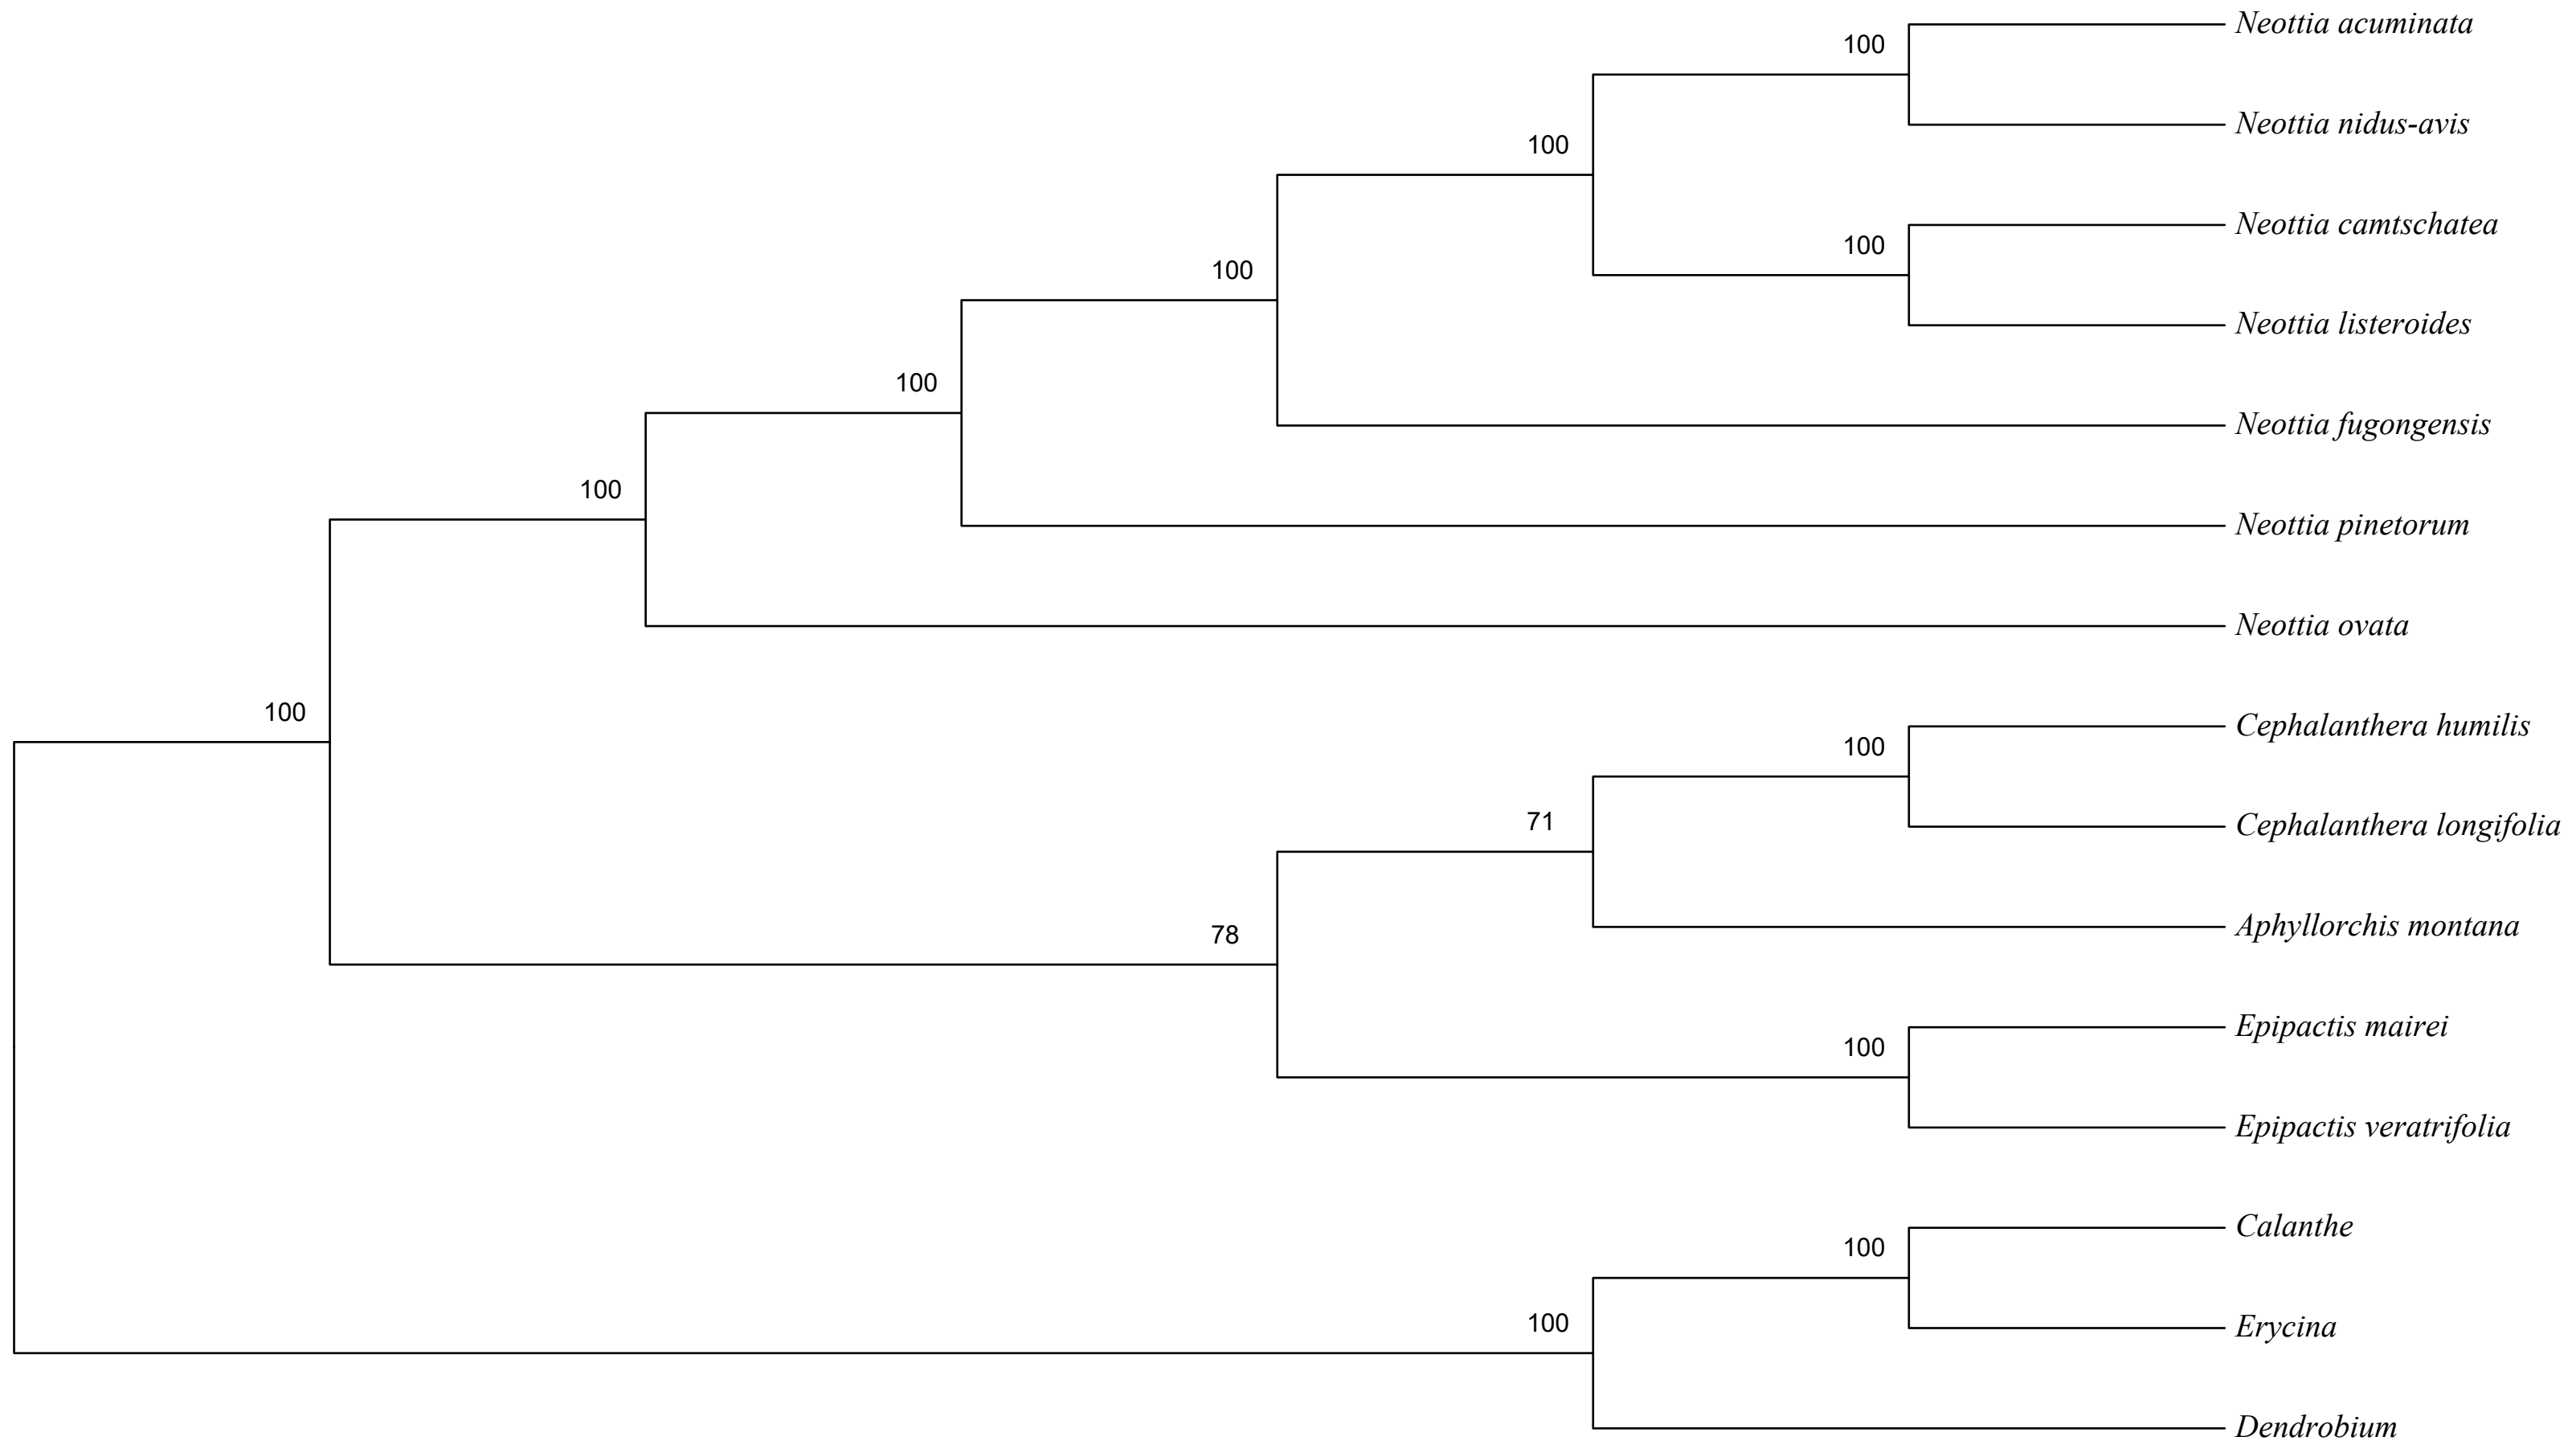 Neottia acuminata
100
Neottia nidus-avis
100
Neottia camtschatea
100
100
Neottia listeroides
100
Neottia fugongensis
100
Neottia pinetorum
Neottia ovata
100
Cephalanthera humilis
100
71
Cephalanthera longifolia
Aphyllorchis montana
78
Epipactis mairei
100
Epipactis veratrifolia
Calanthe
100
100
Erycina
Dendrobium